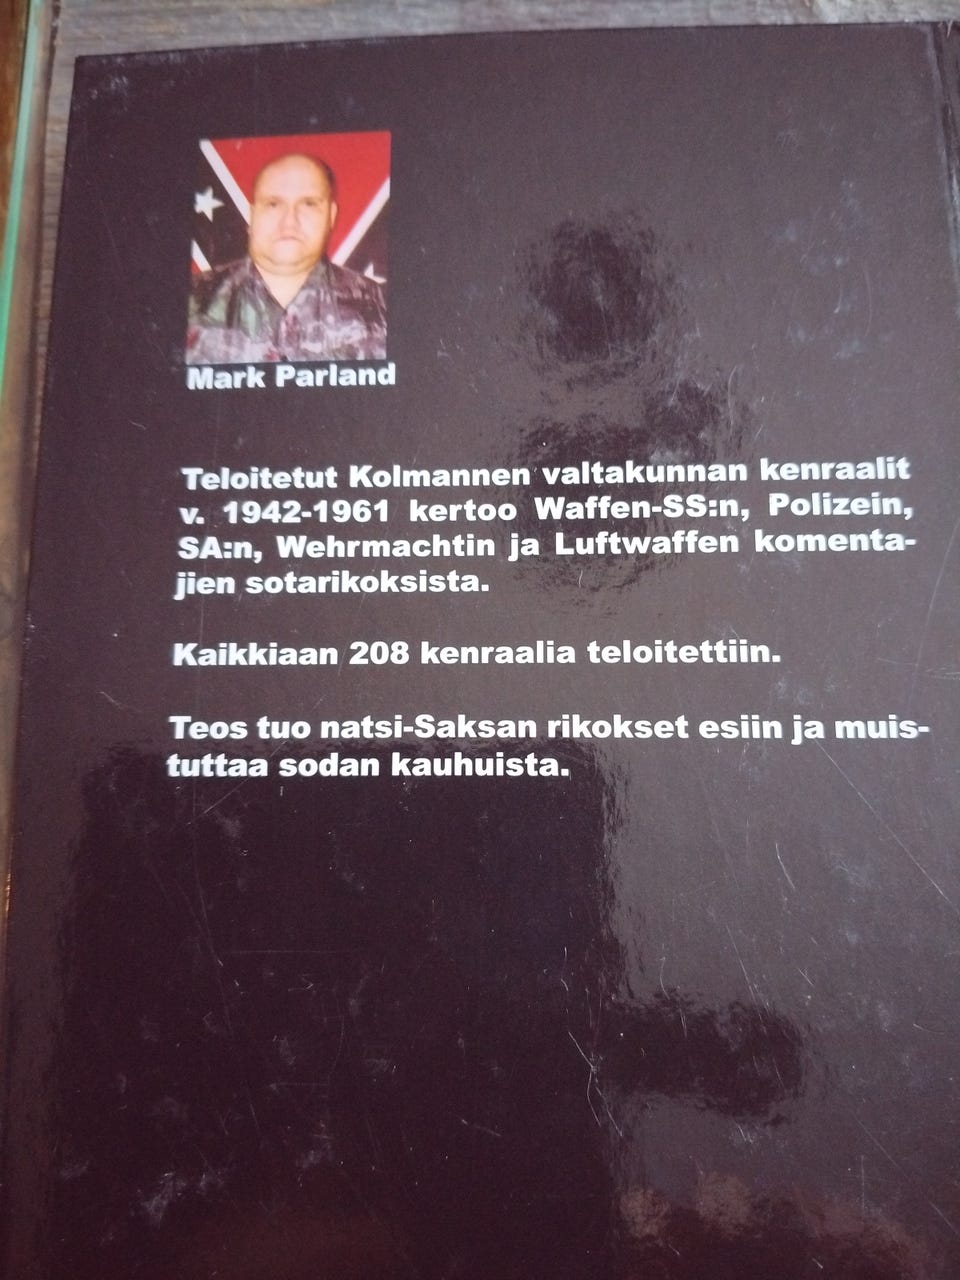 Mark Parland
Teloitetut Kolmannen valtakunnan kenraalit
v. 1942-1961 kertoo Waffen-SS:n, Polizein,
SA:n, Wehrmachtin ja Luftwaffen komenta-
jien sotarikoksista.
Kaikkiaan 208 kenraalia teloitettiin.
Teos tuo natsi-Saksan rikokset esiin ja muis-
tuttaa sodan kauhuista.